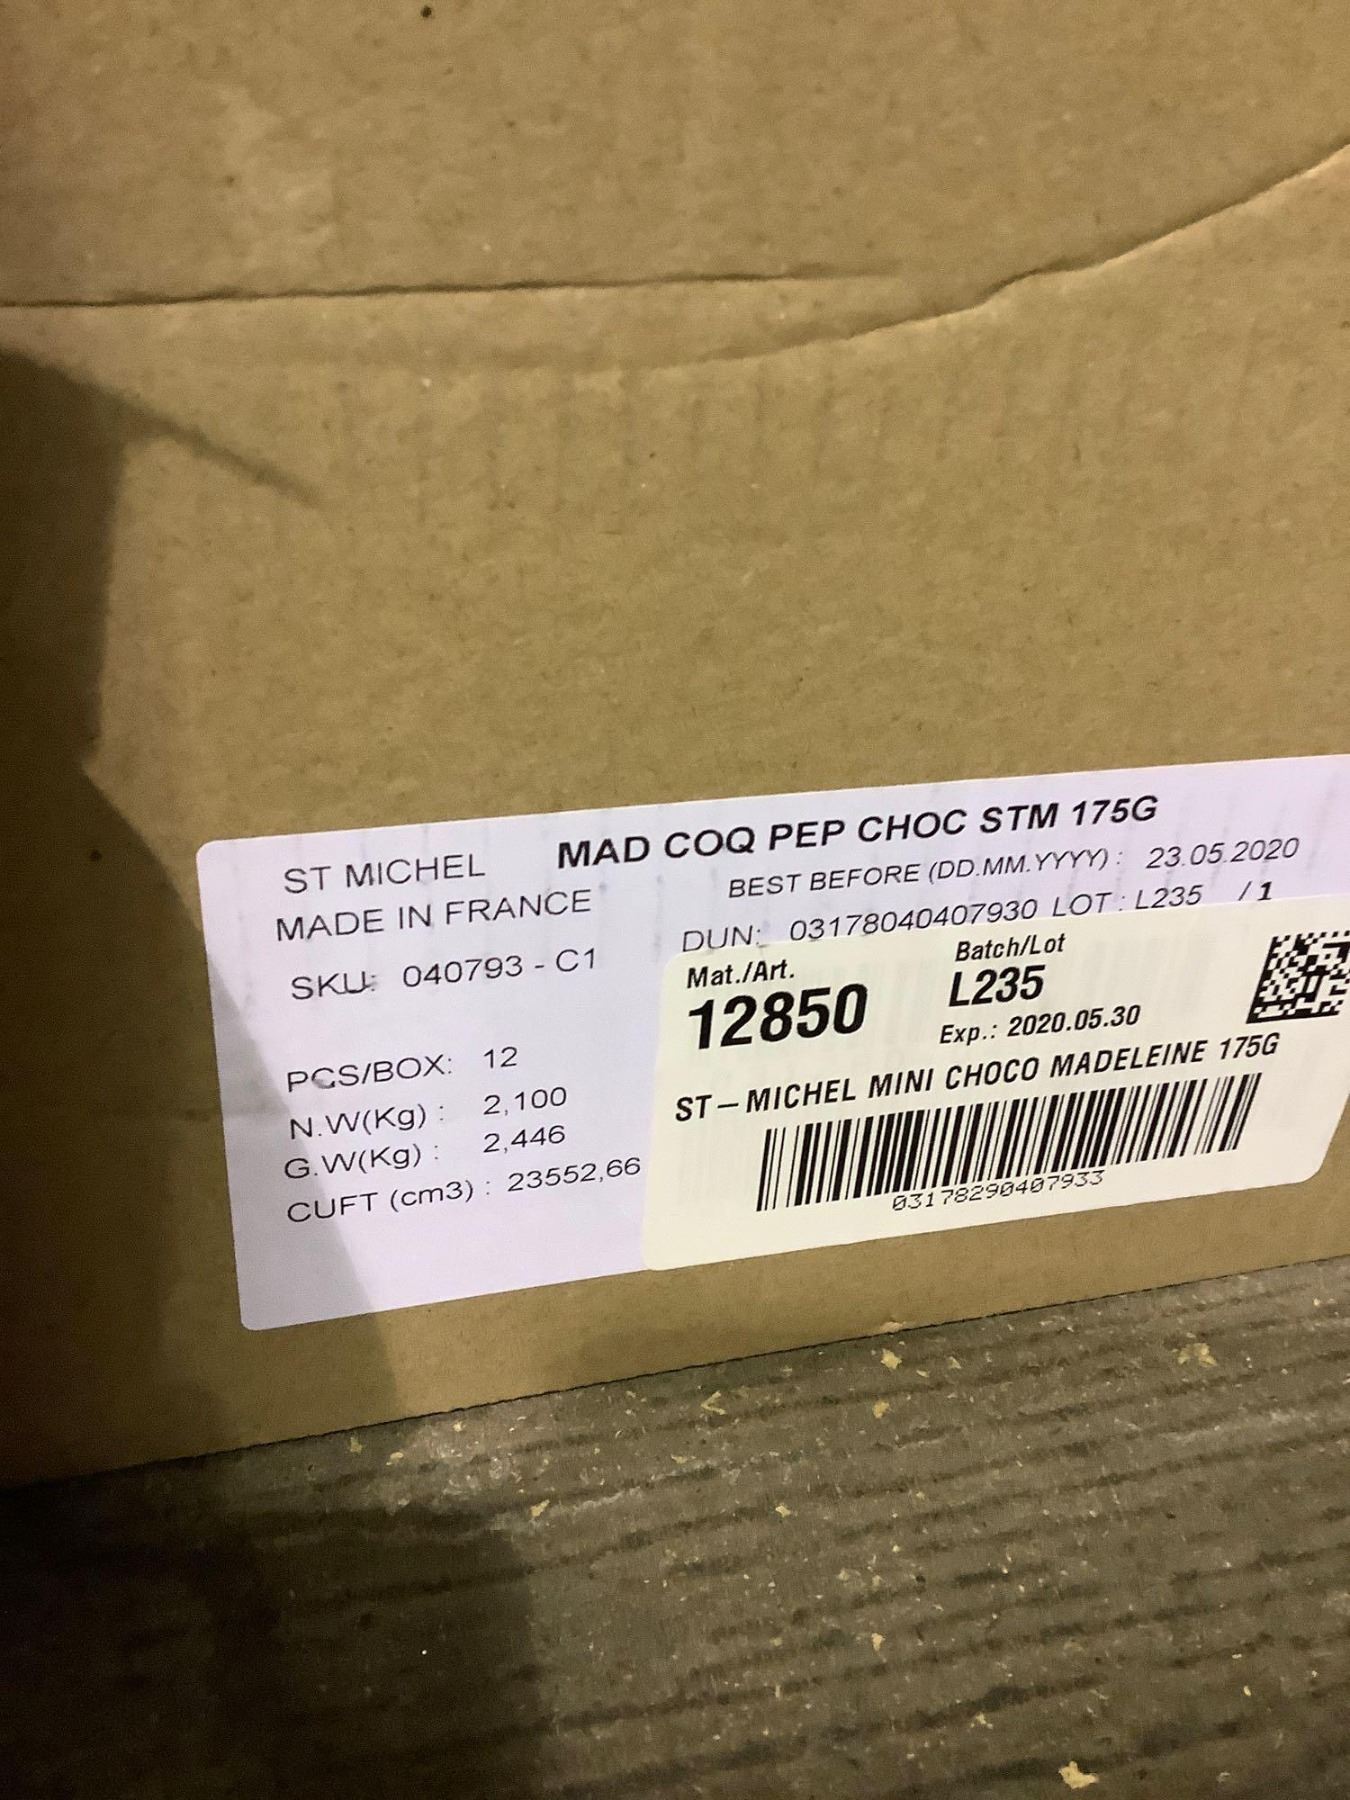 ST MICHEL MAD COQ PEP CHOC STM 175G
MADE IN FRANCE BEST BEFORE (DD.MM.YYYY) : 23.05.2020
DUN: 03178040407930 LOT : L235 / 1
SKU: 040793 - C1
PCS/BOX: 12
N.W(Kg) : 2,100
G.W(Kg) : 2,446
CUFT (cm3) : 23552,66
Mat./Art. Batch/Lot
12850 L235
Exp.: 2020.05.30
ST-MICHEL MINI CHOCO MADELEINE 175G
03178290407933